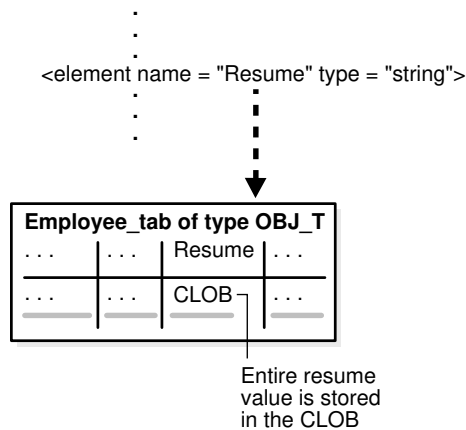 .
.
.
<element name = "Resume" type = "string">
.
.
.
Employee_tab of type OBJ_T
. . . . . . Resume . . .
. . . . . . CLOB . . .
Entire resume
value is stored
in the CLOB